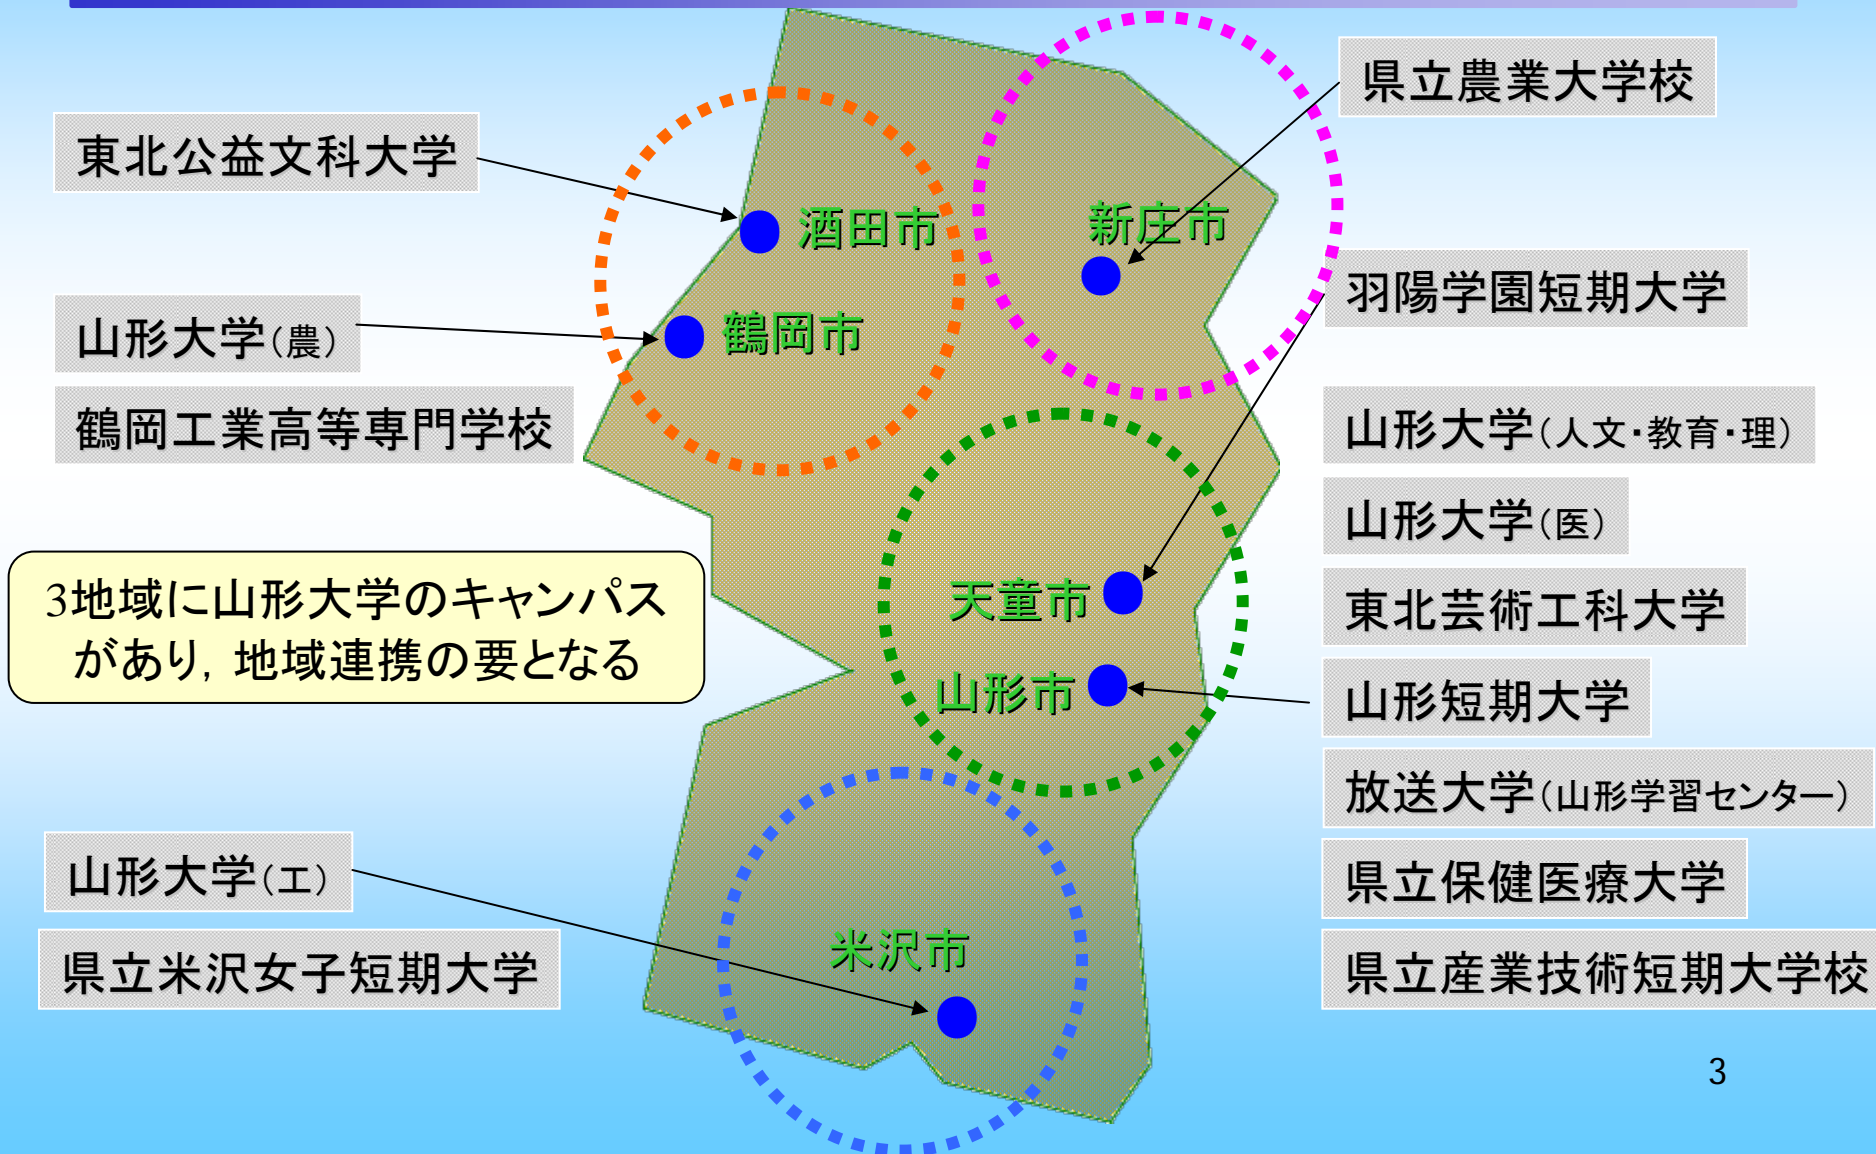 県立農業大学校
東北公益文科大学
酒田市
新庄市
羽陽学園短期大学
山形大学(農)
鶴岡市
鶴岡工業高等専門学校
山形大学(人文・教育・理)
山形大学(医)
3地域に山形大学のキャンパス
があり,地域連携の要となる
天童市
東北芸術工科大学
山形市
山形短期大学
放送大学(山形学習センター)
山形大学(工)
県立保健医療大学
米沢市
県立米沢女子短期大学
県立産業技術短期大学校
3